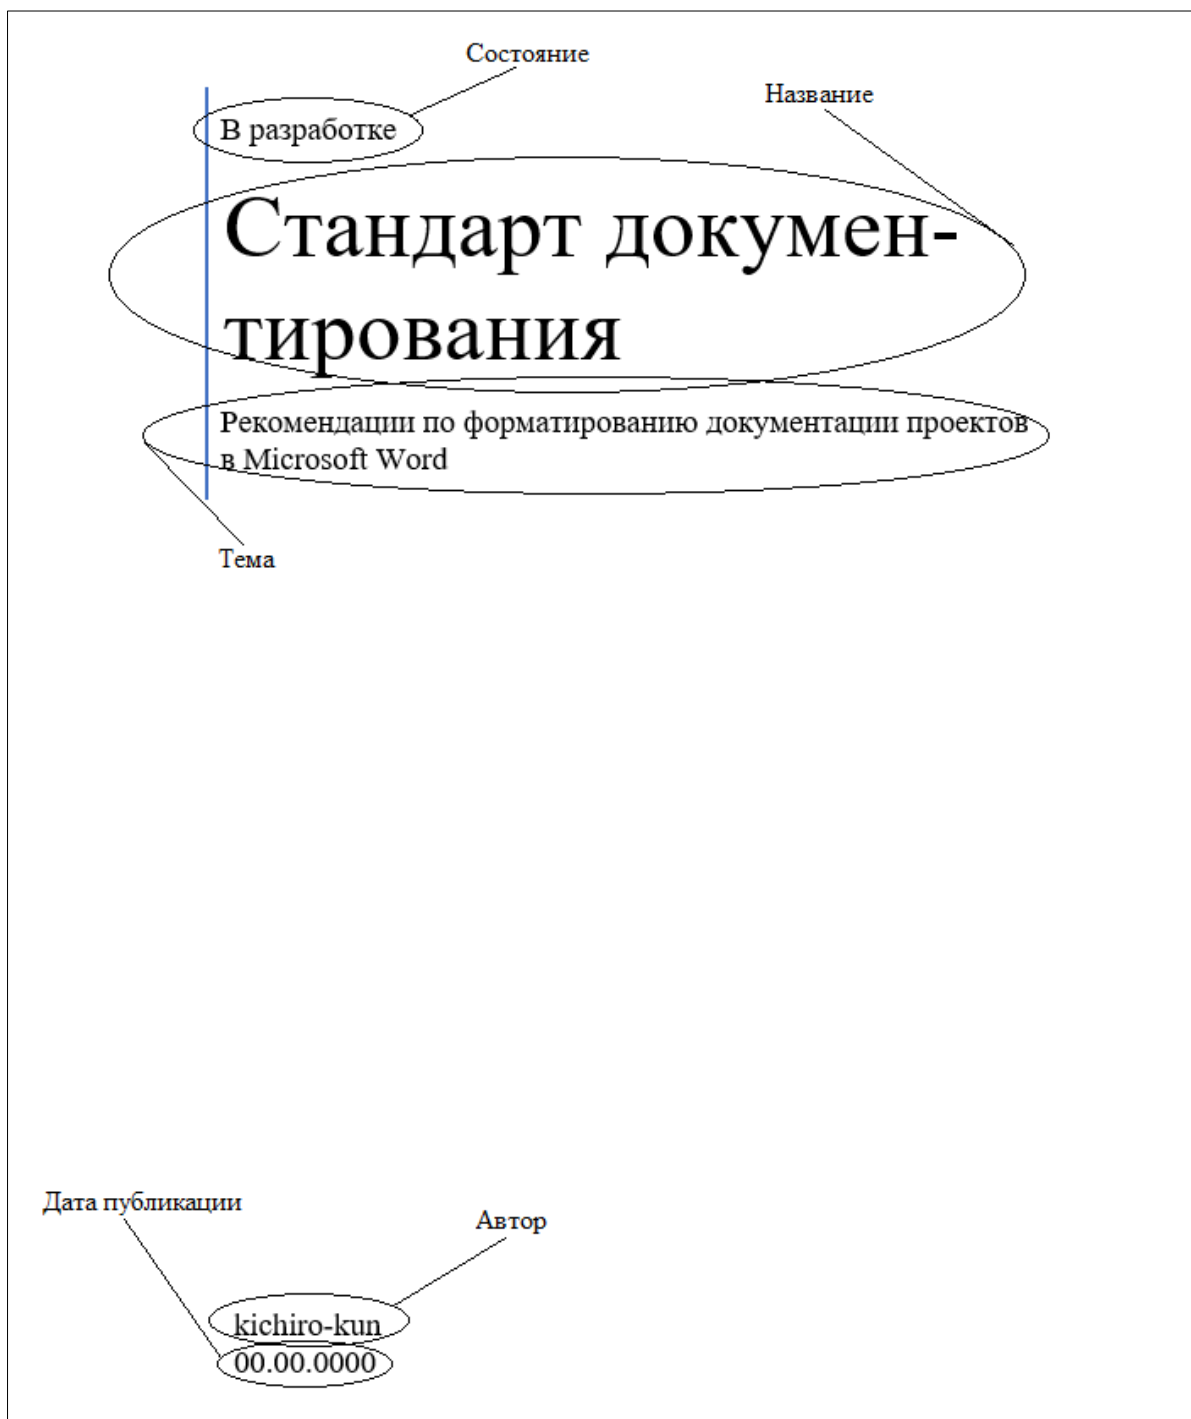 Состояние
Название
В разработке
Стандарт докумен-
тирования
Рекомендации по форматированию документации проектов
в Microsoft Word
Тема
Дата публикации
Автор
kichiro-kun
00.00.0000